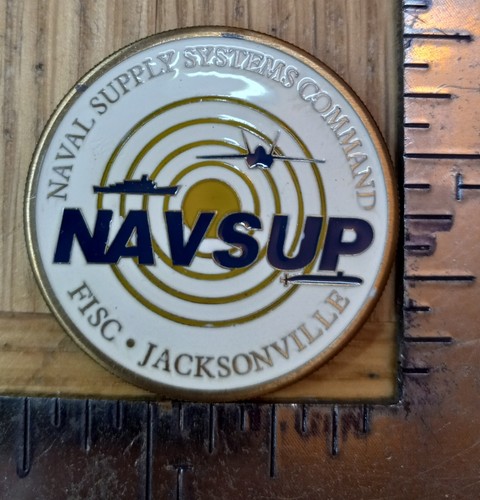 NAVAL SUPPLY SYSTEMS COMMAND
NAVSUP
FISC • JACKSONVILLE